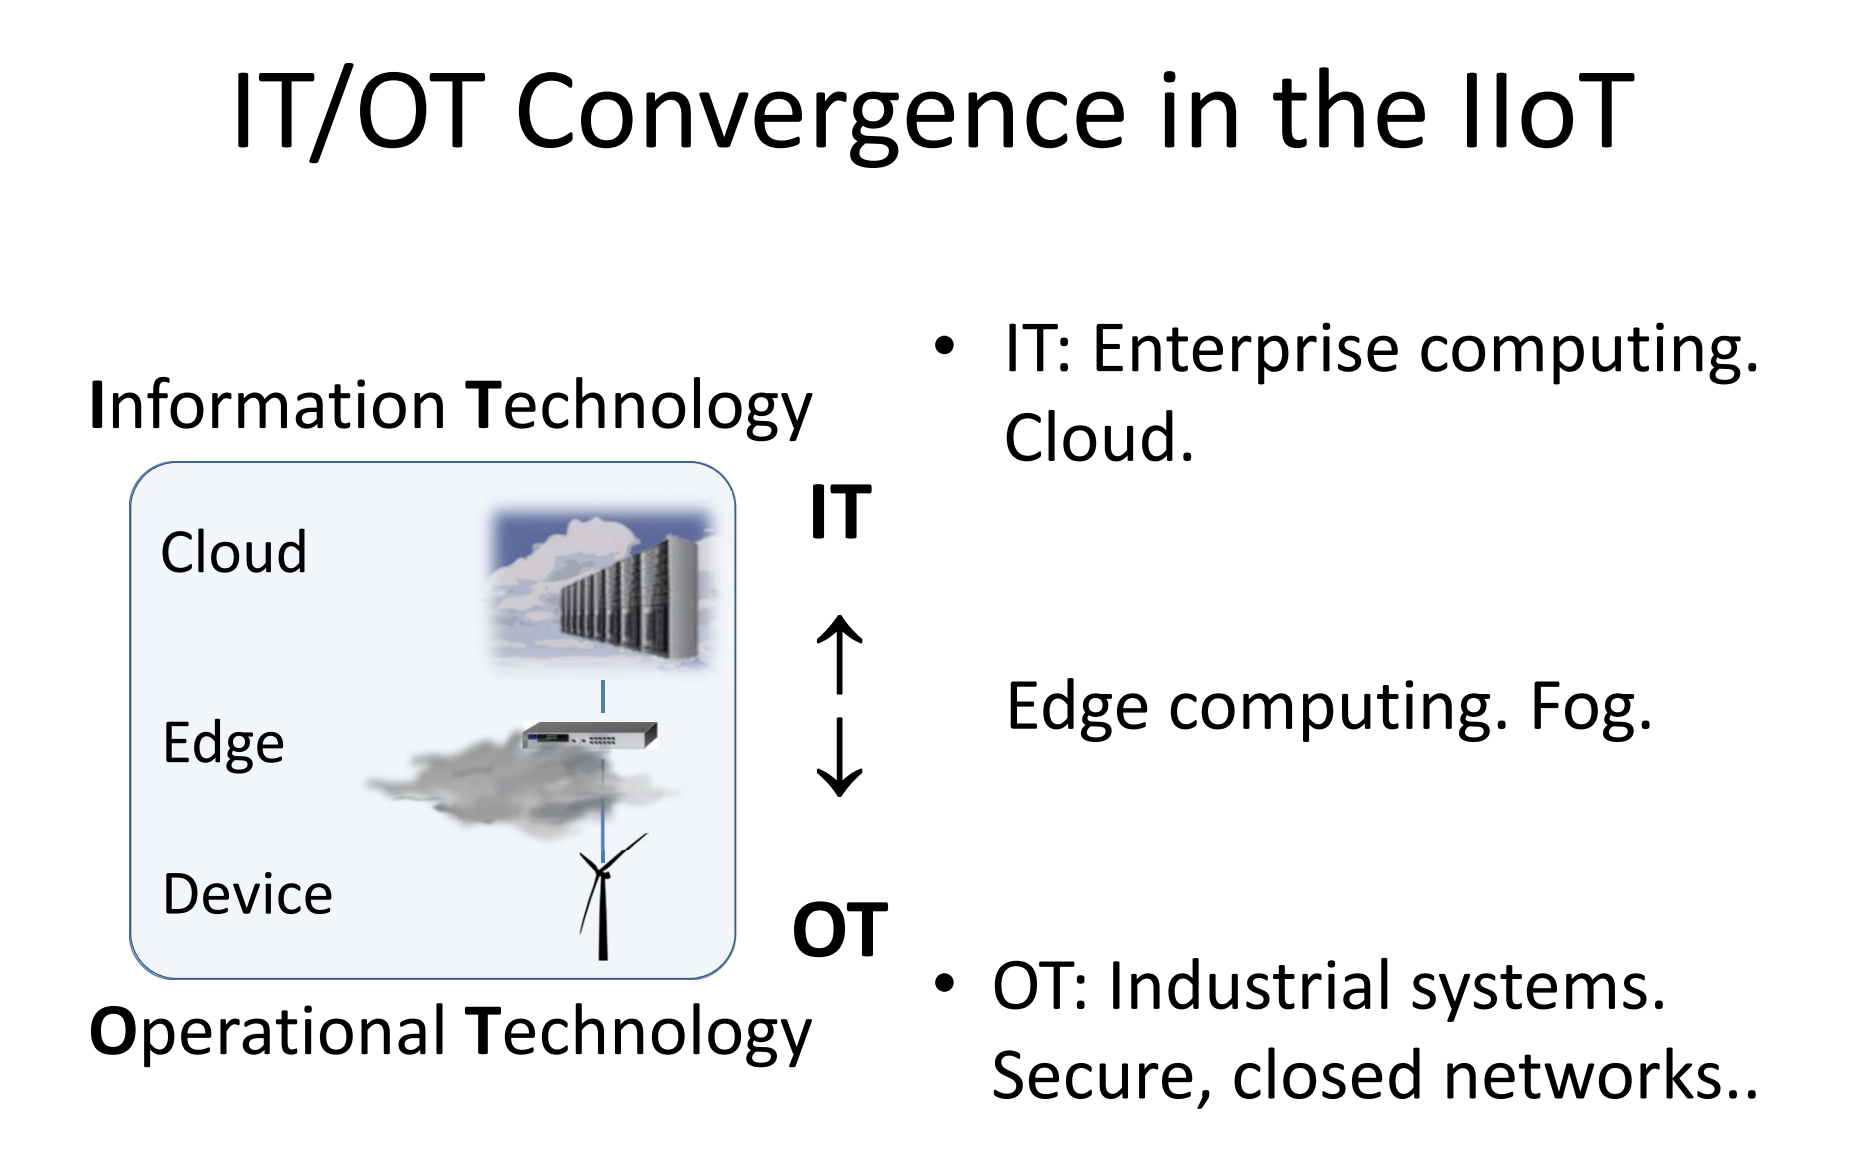 IT/OT Convergence in the IIoT
Information Technology
Cloud
Edge
Device
Operational Technology
IT
↑
↓
OT
• IT: Enterprise computing.
Cloud.
Edge computing. Fog.
• OT: Industrial systems.
Secure, closed networks..